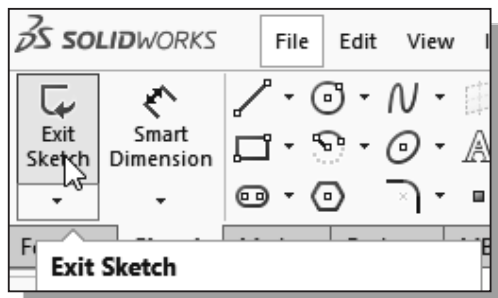 SOLIDWORKS File Edit View
Exit Sketch
Smart Dimension
A
Exit Sketch